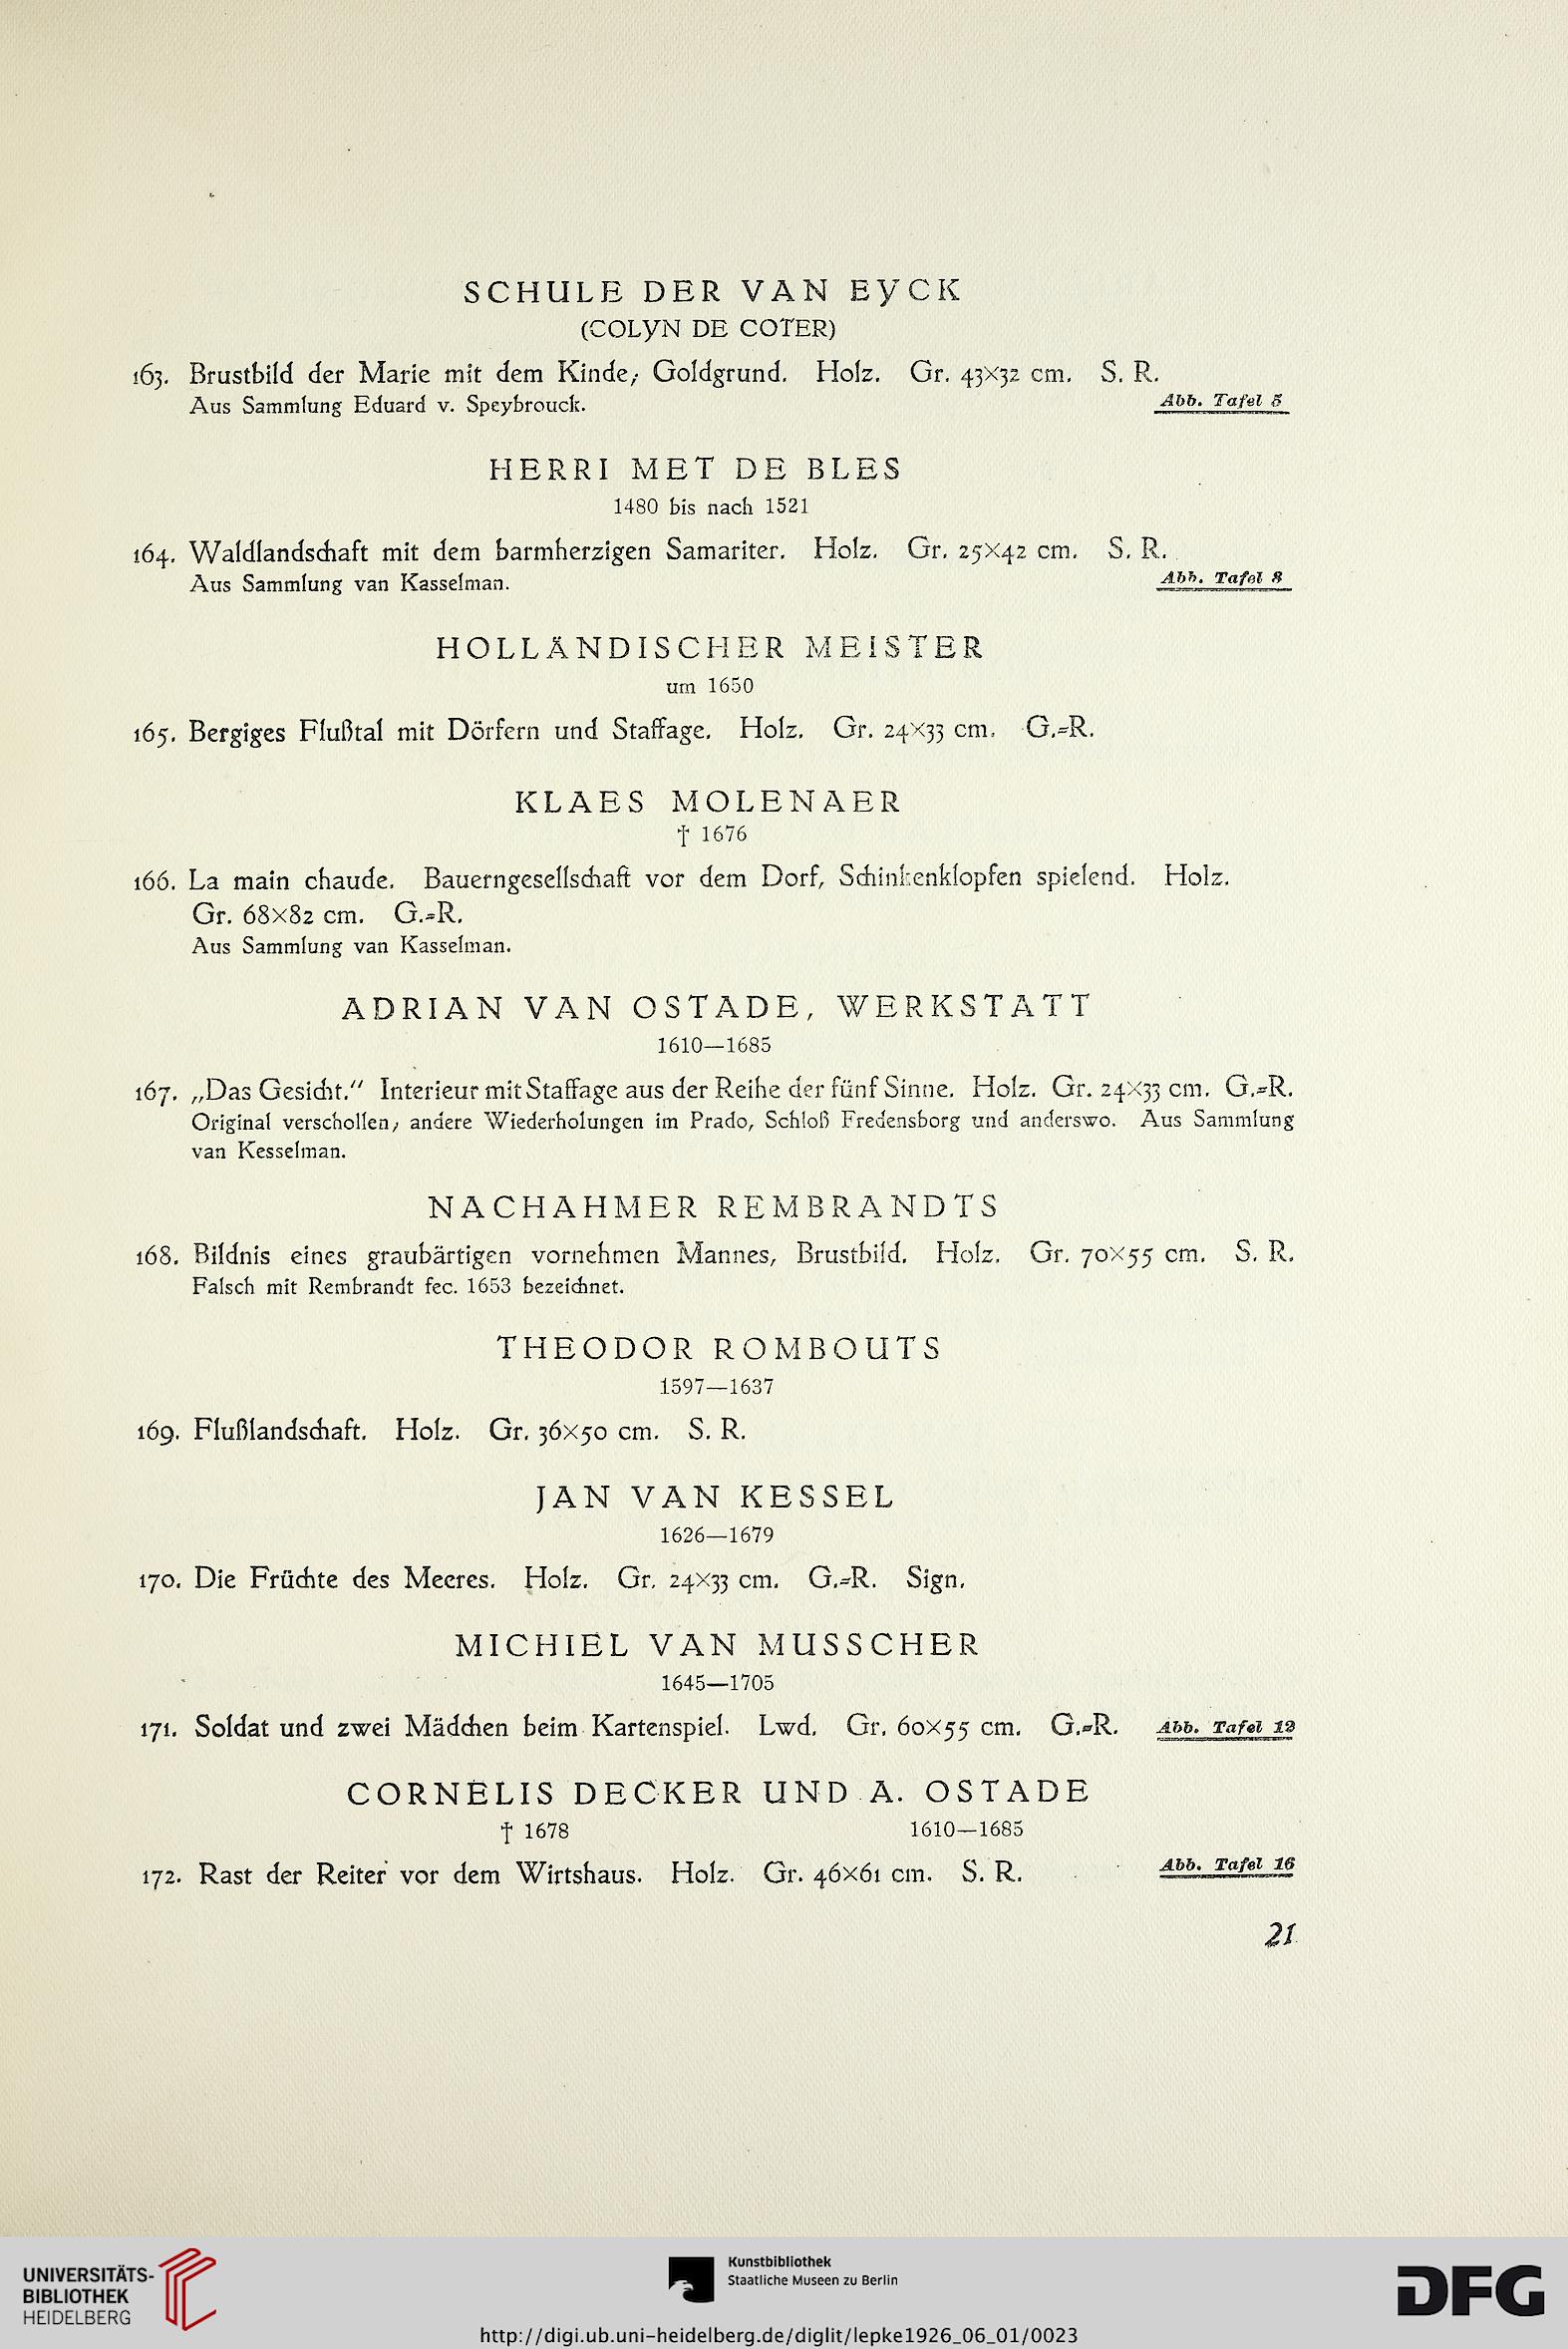 SCHULE DER VAN EYCK
(COLYN DE COTER)
163. Brustbild der Marie mit dem Kinde; Goldgrund. Holz. Gr. 43×32 cm. S. R.
Aus Sammlung Eduard v. Speybrouck. Abb. Tafel 5
HERRI MET DE BLES
1480 bis nach 1521
164. Waldlandschaft mit dem barmherzigen Samariter. Holz. Gr. 25×42 cm. S. R.
Aus Sammlung van Kasselman. Abb. Tafel 8
HOLLÄNDISCHER MEISTER
um 1650
165. Bergiges Flußtal mit Dörfern und Staffage. Holz. Gr. 24×33 cm. G.=R.
KLAES MOLENAER
† 1676
166. La main chaude. Bauerngesellschaft vor dem Dorf, Schinkenklopfen spielend. Holz.
Gr. 68×82 cm. G.=R.
Aus Sammlung van Kasselman.
ADRIAN VAN OSTADE, WERKSTATT
1610—1685
167. „Das Gesicht." Interieur mit Staffage aus der Reihe der fünf Sinne. Holz. Gr. 24×33 cm. G.=R.
Original verschollen; andere Wiederholungen im Prado, Schloß Fredensborg und anderswo. Aus Sammlung
van Kesselman.
NACHAHMER REMBRANDTS
168. Bildnis eines graubärtigen vornehmen Mannes, Brustbild. Holz. Gr. 70×55 cm. S. R.
Falsch mit Rembrandt fec. 1653 bezeichnet.
THEODOR ROMBOUTS
1597—1637
169. Flußlandschaft. Holz. Gr. 36×50 cm. S. R.
JAN VAN KESSEL
1626—1679
170. Die Früchte des Meeres. Holz. Gr. 24×33 cm. G.=R. Sign.
MICHIEL VAN MUSSCHER
1645—1705
171. Soldat und zwei Mädchen beim Kartenspiel. Lwd. Gr. 60×55 cm. G.=R. Abb. Tafel 12
CORNELIS DECKER UND A. OSTADE
† 1678 1610—1685
172. Rast der Reiter vor dem Wirtshaus. Holz. Gr. 46×61 cm. S. R. Abb. Tafel 16
21
UNIVERSITÄTS-
BIBLIOTHEK
HEIDELBERG
Kunstbibliothek
Staatliche Museen zu Berlin
DFG
http://digi.ub.uni-heidelberg.de/diglit/lepke1926_06_01/0023